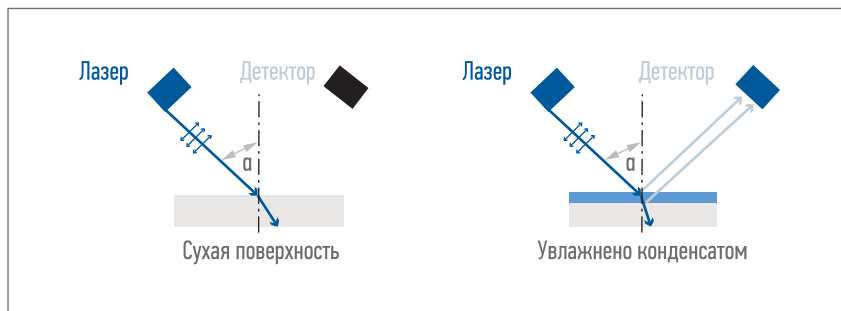 Лазер
Детектор
α
Сухая поверхность
Лазер
Детектор
α
Увлажнено конденсатом